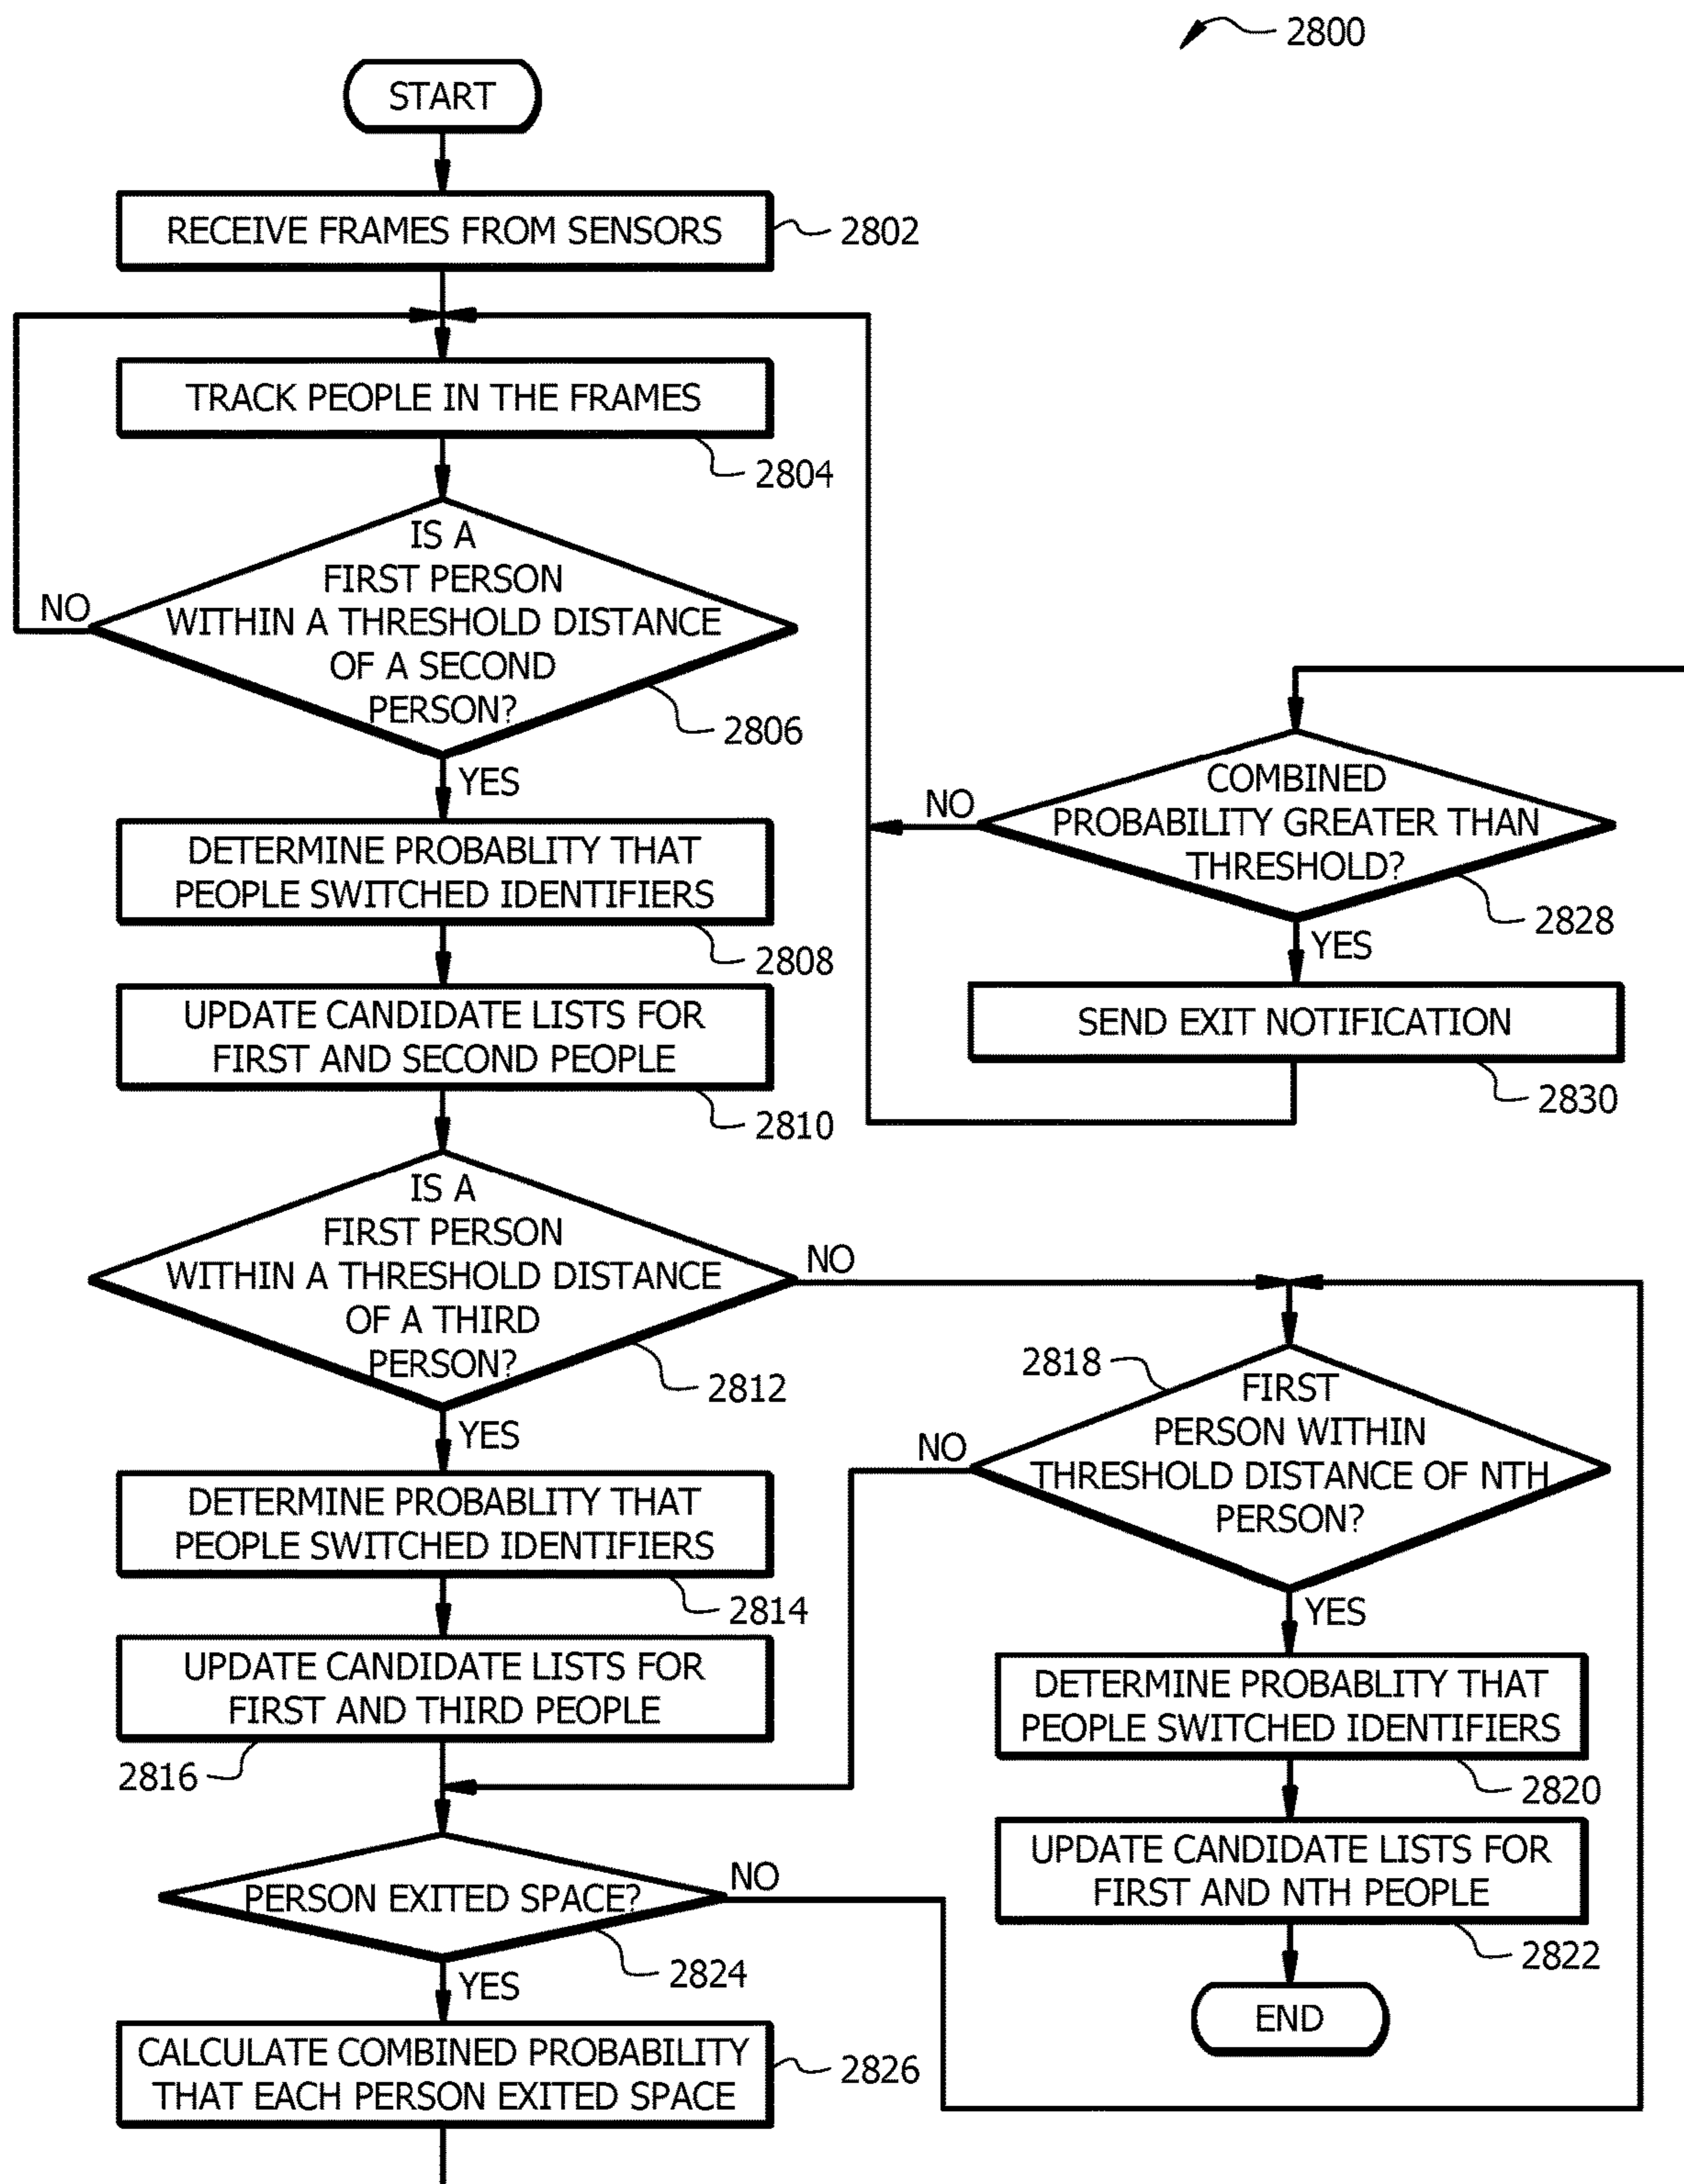 2800
START
RECEIVE FRAMES FROM SENSORS
2802
TRACK PEOPLE IN THE FRAMES
2804
IS A
FIRST PERSON
WITHIN A THRESHOLD DISTANCE
OF A SECOND
PERSON?
NO
2806
YES
DETERMINE PROBABLITY THAT
PEOPLE SWITCHED IDENTIFIERS
2808
UPDATE CANDIDATE LISTS FOR
FIRST AND SECOND PEOPLE
2810
IS A
FIRST PERSON
WITHIN A THRESHOLD DISTANCE
OF A THIRD
PERSON?
NO
2812
YES
DETERMINE PROBABLITY THAT
PEOPLE SWITCHED IDENTIFIERS
2814
UPDATE CANDIDATE LISTS FOR
FIRST AND THIRD PEOPLE
2816
PERSON EXITED SPACE?
NO
2824
YES
CALCULATE COMBINED PROBABILITY
THAT EACH PERSON EXITED SPACE
2826
COMBINED
PROBABILITY GREATER THAN
THRESHOLD?
NO
2828
YES
SEND EXIT NOTIFICATION
2830
2818
FIRST
PERSON WITHIN
THRESHOLD DISTANCE OF NTH
PERSON?
NO
YES
DETERMINE PROBABLITY THAT
PEOPLE SWITCHED IDENTIFIERS
2820
UPDATE CANDIDATE LISTS FOR
FIRST AND NTH PEOPLE
2822
END